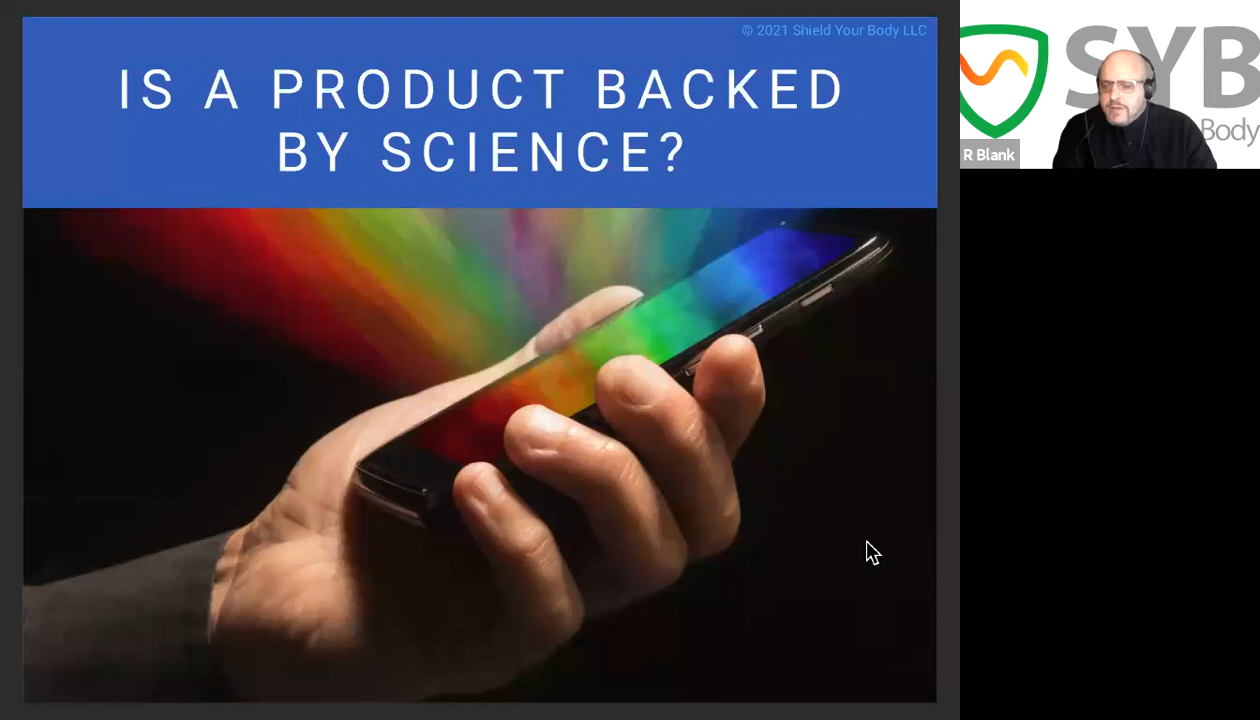 © 2021 Shield Your Body LLC
IS A PRODUCT BACKED
BY SCIENCE?
SYB
Body
R Blank